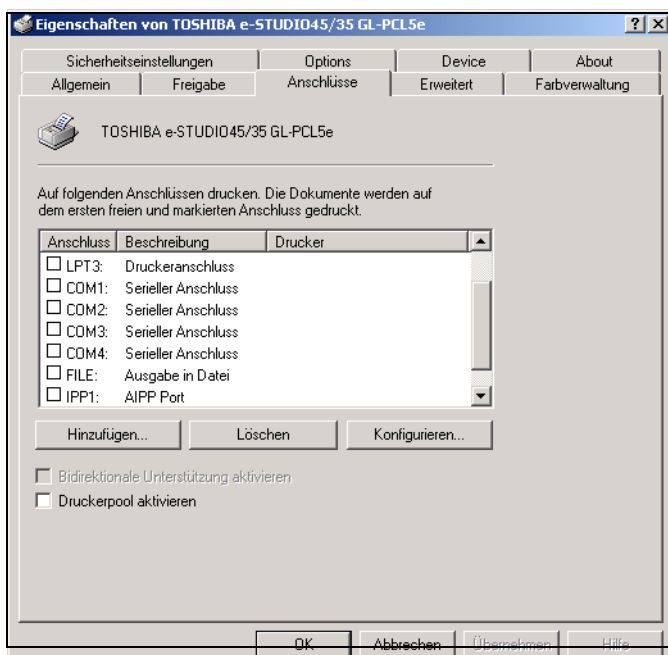 Eigenschaften von TOSHIBA e-STUDIO45/35 GL-PCL5e
Sicherheitseinstellungen Options Device About
Allgemein Freigabe Anschlüsse Erweitert Farbverwaltung
TOSHIBA e-STUDIO45/35 GL-PCL5e
Auf folgenden Anschlüssen drucken. Die Dokumente werden auf
dem ersten freien und markierten Anschluss gedruckt.
Anschluss Beschreibung Drucker
LPT3: Druckeranschluss
COM1: Serieller Anschluss
COM2: Serieller Anschluss
COM3: Serieller Anschluss
COM4: Serieller Anschluss
FILE: Ausgabe in Datei
IPP1: AIPP Port
Hinzufügen... Löschen Konfigurieren...
Bidirektionale Unterstützung aktivieren
Druckerpool aktivieren
OK Abbrechen Übernehmen Hilfe